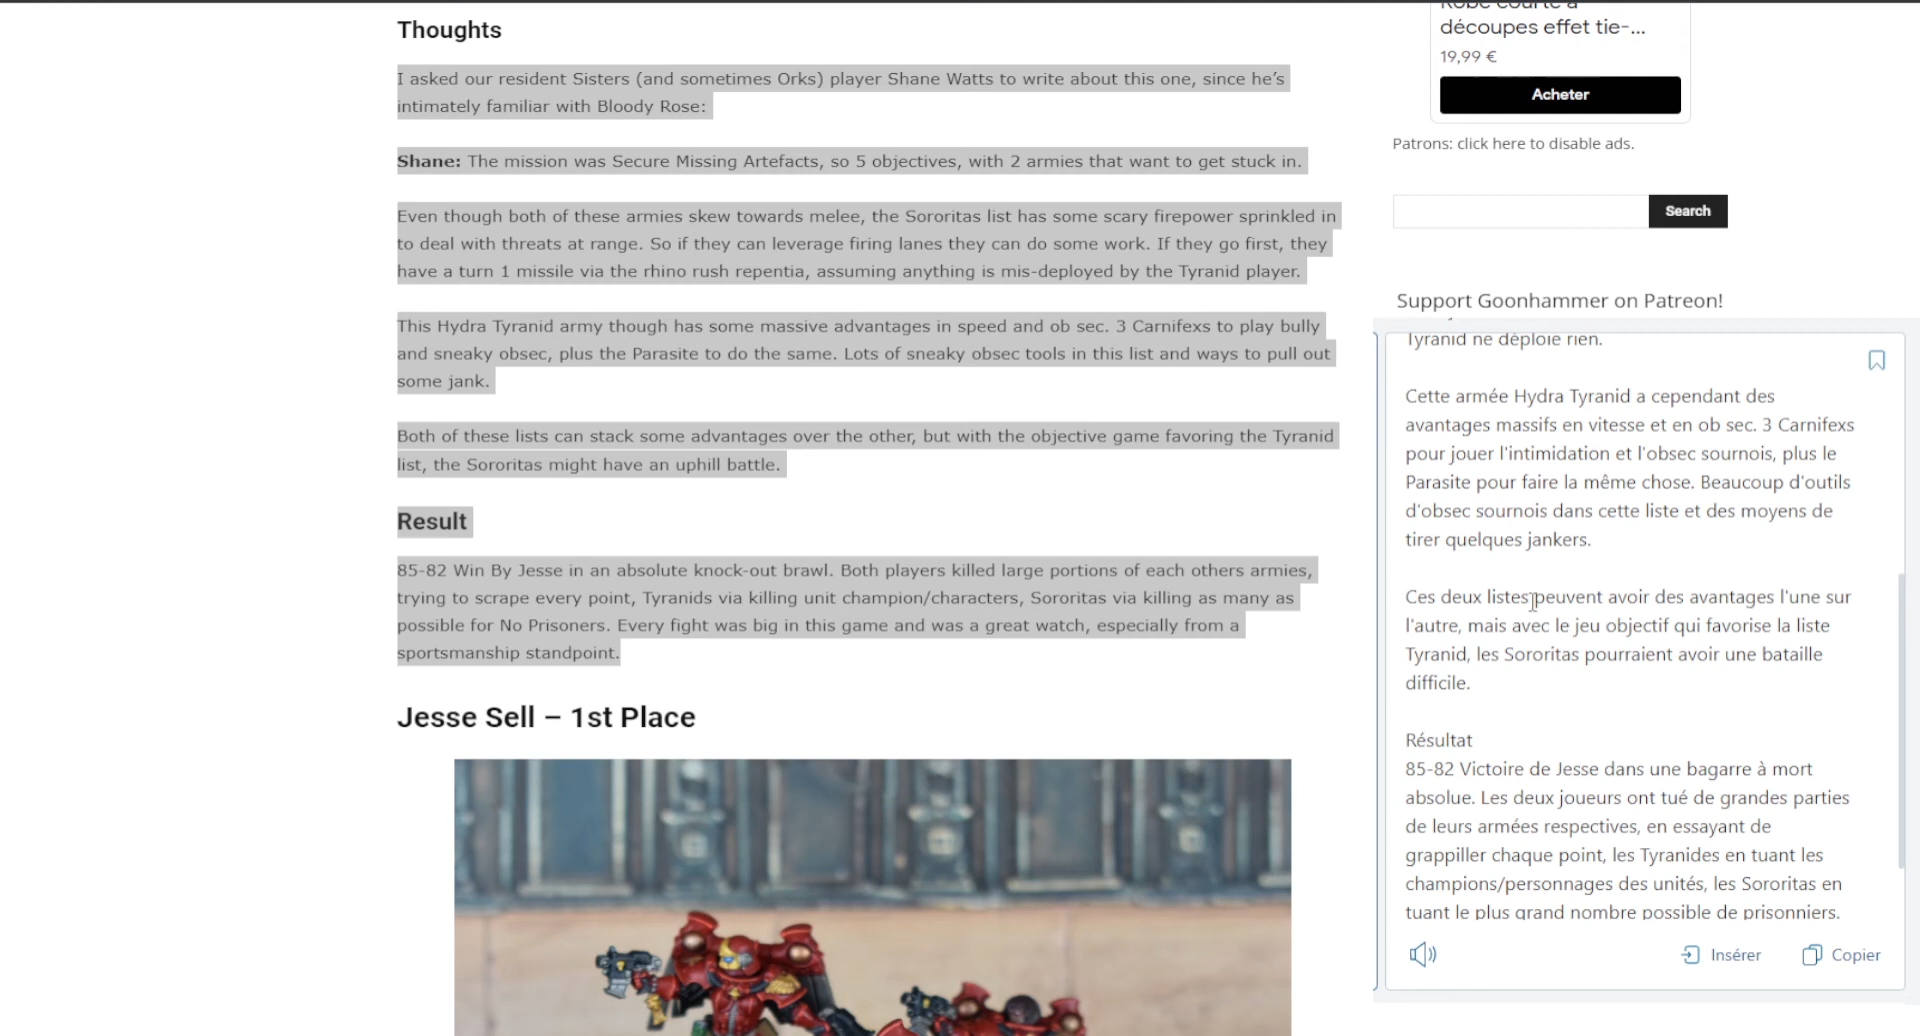 Thoughts
I asked our resident Sisters (and sometimes Orks) player Shane Watts to write about this one, since he’s
intimately familiar with Bloody Rose:
Shane: The mission was Secure Missing Artefacts, so 5 objectives, with 2 armies that want to get stuck in.
Even though both of these armies skew towards melee, the Sororitas list has some scary firepower sprinkled in
to deal with threats at range. So if they can leverage firing lanes they can do some work. If they go first, they
have a turn 1 missile via the rhino rush repentia, assuming anything is mis-deployed by the Tyranid player.
This Hydra Tyranid army though has some massive advantages in speed and ob sec. 3 Carnifexs to play bully
and sneaky obsec, plus the Parasite to do the same. Lots of sneaky obsec tools in this list and ways to pull out
some jank.
Both of these lists can stack some advantages over the other, but with the objective game favoring the Tyranid
list, the Sororitas might have an uphill battle.
Result
85-82 Win By Jesse in an absolute knock-out brawl. Both players killed large portions of each others armies,
trying to scrape every point, Tyranids via killing unit champion/characters, Sororitas via killing as many as
possible for No Prisoners. Every fight was big in this game and was a great watch, especially from a
sportsmanship standpoint.
Jesse Sell – 1st Place
Robe courte à
découpes effet tie-...
19,99 €
Acheter
Patrons: click here to disable ads.
Search
Support Goonhammer on Patreon!
Tyranid ne déploie rien.
Cette armée Hydra Tyranid a cependant des
avantages massifs en vitesse et en ob sec. 3 Carnifexs
pour jouer l'intimidation et l'obsec sournois, plus le
Parasite pour faire la même chose. Beaucoup d'outils
d'obsec sournois dans cette liste et des moyens de
tirer quelques jankers.
Ces deux listes peuvent avoir des avantages l'une sur
l'autre, mais avec le jeu objectif qui favorise la liste
Tyranid, les Sororitas pourraient avoir une bataille
difficile.
Résultat
85-82 Victoire de Jesse dans une bagarre à mort
absolue. Les deux joueurs ont tué de grandes parties
de leurs armées respectives, en essayant de
grappiller chaque point, les Tyranides en tuant les
champions/personnages des unités, les Sororitas en
tuant le plus grand nombre possible de prisonniers.
Insérer
Copier